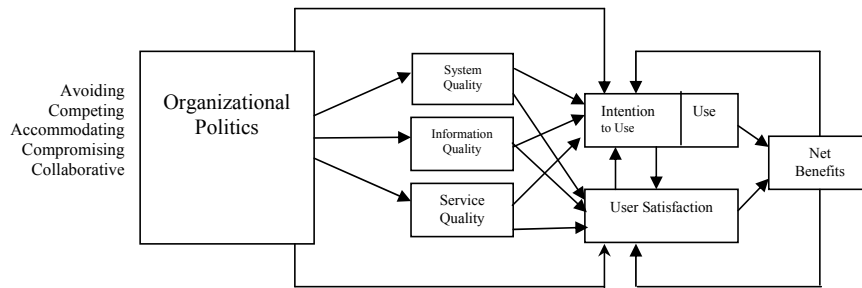 Avoiding
Competing
Accommodating
Compromising
Collaborative
Organizational
Politics
System
Quality
Information
Quality
Service
Quality
Intention
to Use
Use
User Satisfaction
Net
Benefits